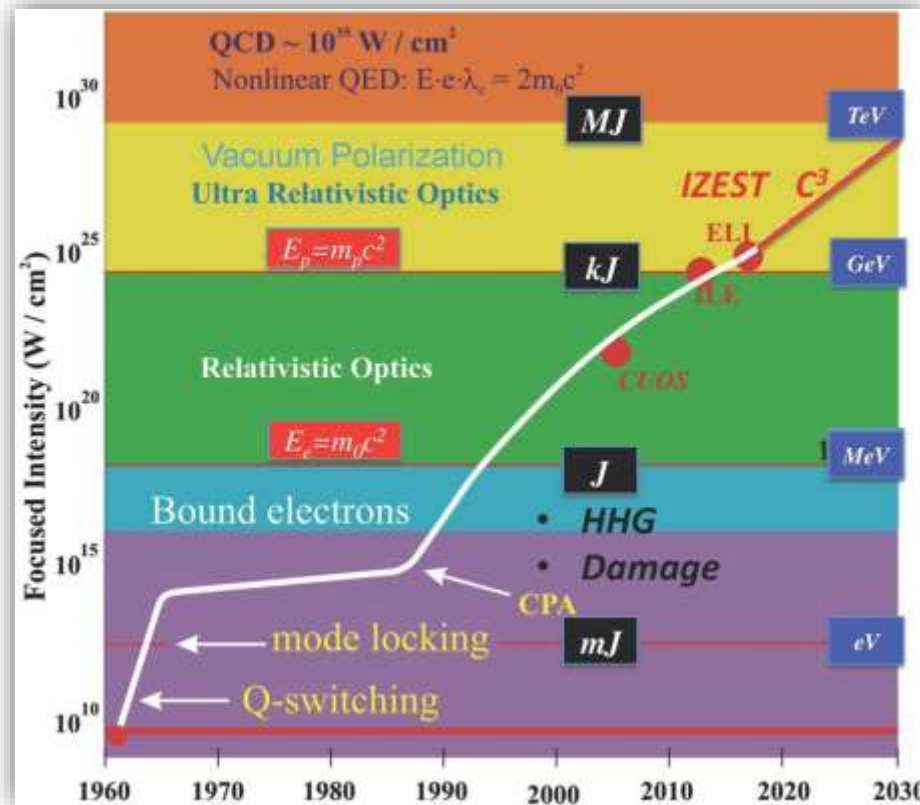 QCD ~ 10³⁵ W / cm²
Nonlinear QED: E·e·λc = 2m₀c²
10³⁰
MJ
TeV
Vacuum Polarization
IZEST C³
Ultra Relativistic Optics
ELI
10²⁵
Eₚ=mₚc²
kJ
GeV
ILE
Relativistic Optics
CUOS
10²⁰
Focused Intensity (W / cm²)
Eₑ=m₀c²
1
MeV
J
Bound electrons
• HHG
10¹⁵
• Damage
CPA
mode locking
mJ
eV
Q-switching
10¹⁰
1960 1970 1980 1990 2000 2010 2020 2030